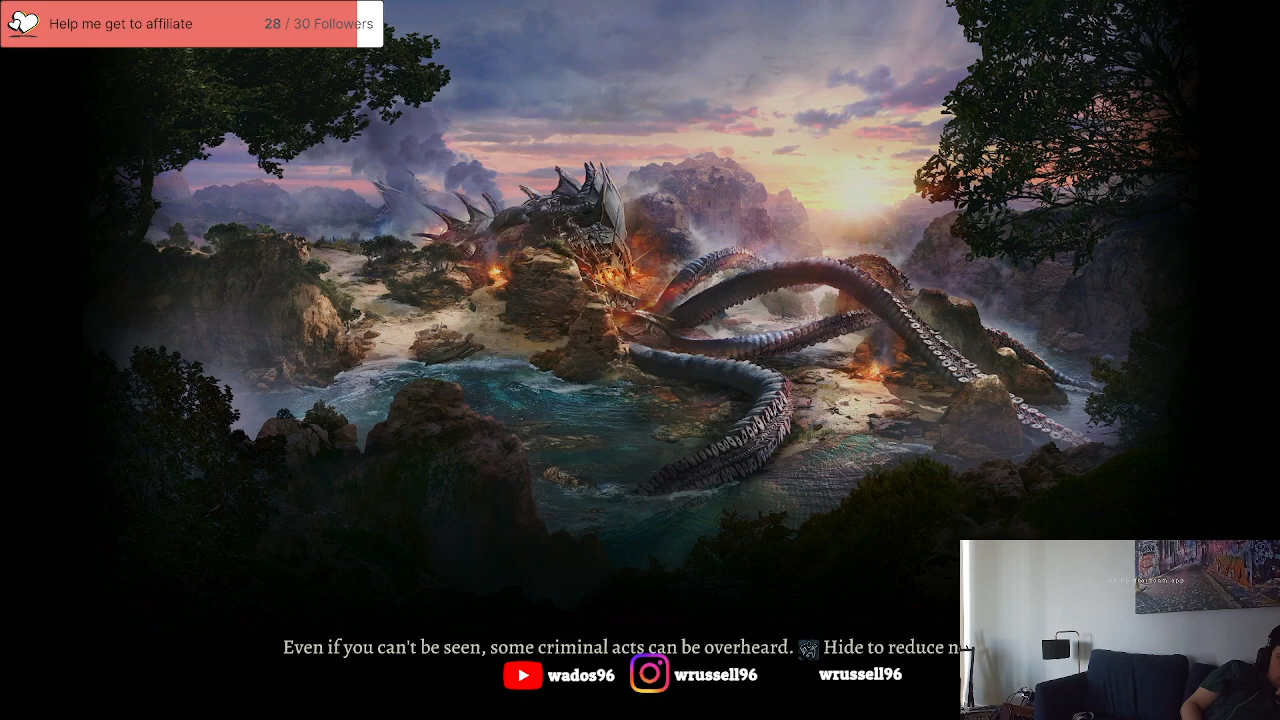 Help me get to affiliate 28 / 30 Followers
Even if you can't be seen, some criminal acts can be overheard. Hide to reduce n
wados96 wrussell96 wrussell96